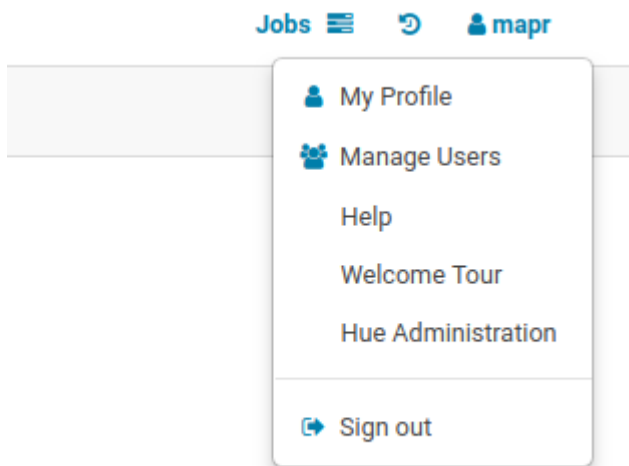 Jobs mapr
My Profile
Manage Users
Help
Welcome Tour
Hue Administration
Sign out